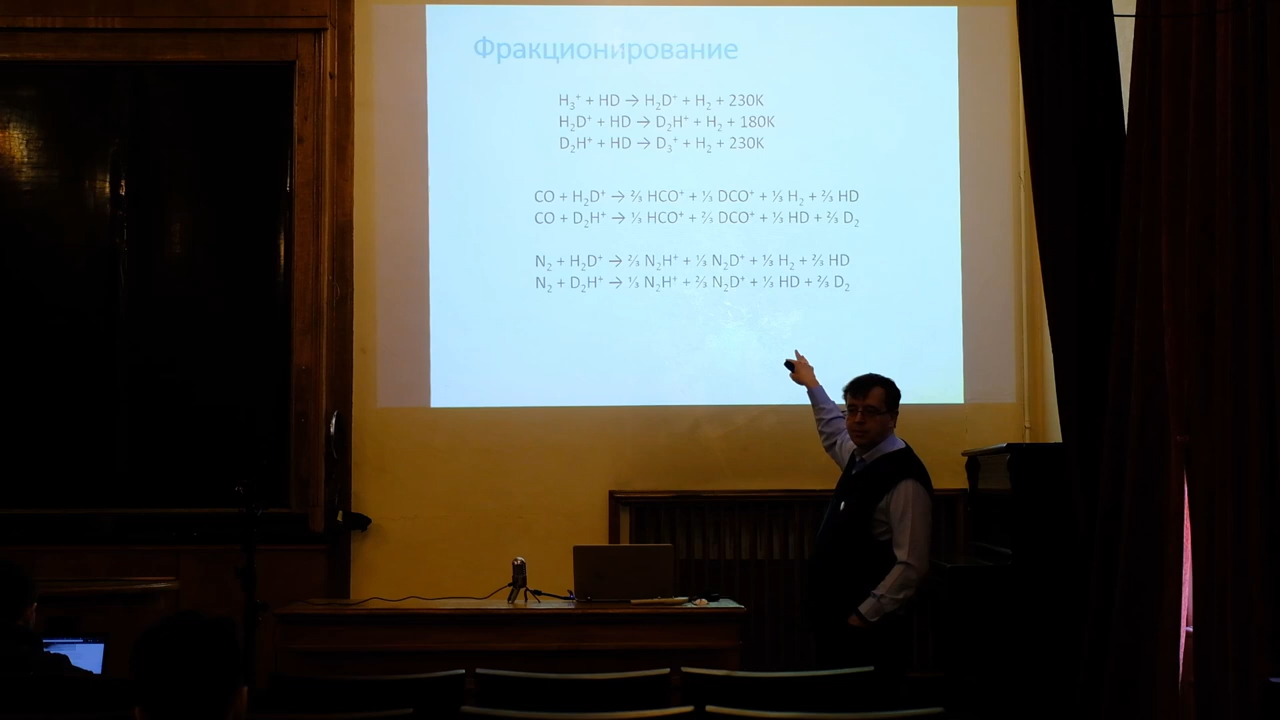 Фракционирование
H₃⁺ + HD → H₂D⁺ + H₂ + 230K
H₂D⁺ + HD → D₂H⁺ + H₂ + 180K
D₂H⁺ + HD → D₃⁺ + H₂ + 230K
CO + H₂D⁺ → ⅔ HCO⁺ + ⅓ DCO⁺ + ⅓ H₂ + ⅔ HD
CO + D₂H⁺ → ⅓ HCO⁺ + ⅔ DCO⁺ + ⅓ HD + ⅔ D₂
N₂ + H₂D⁺ → ⅔ N₂H⁺ + ⅓ N₂D⁺ + ⅓ H₂ + ⅔ HD
N₂ + D₂H⁺ → ⅓ N₂H⁺ + ⅔ N₂D⁺ + ⅓ HD + ⅔ D₂